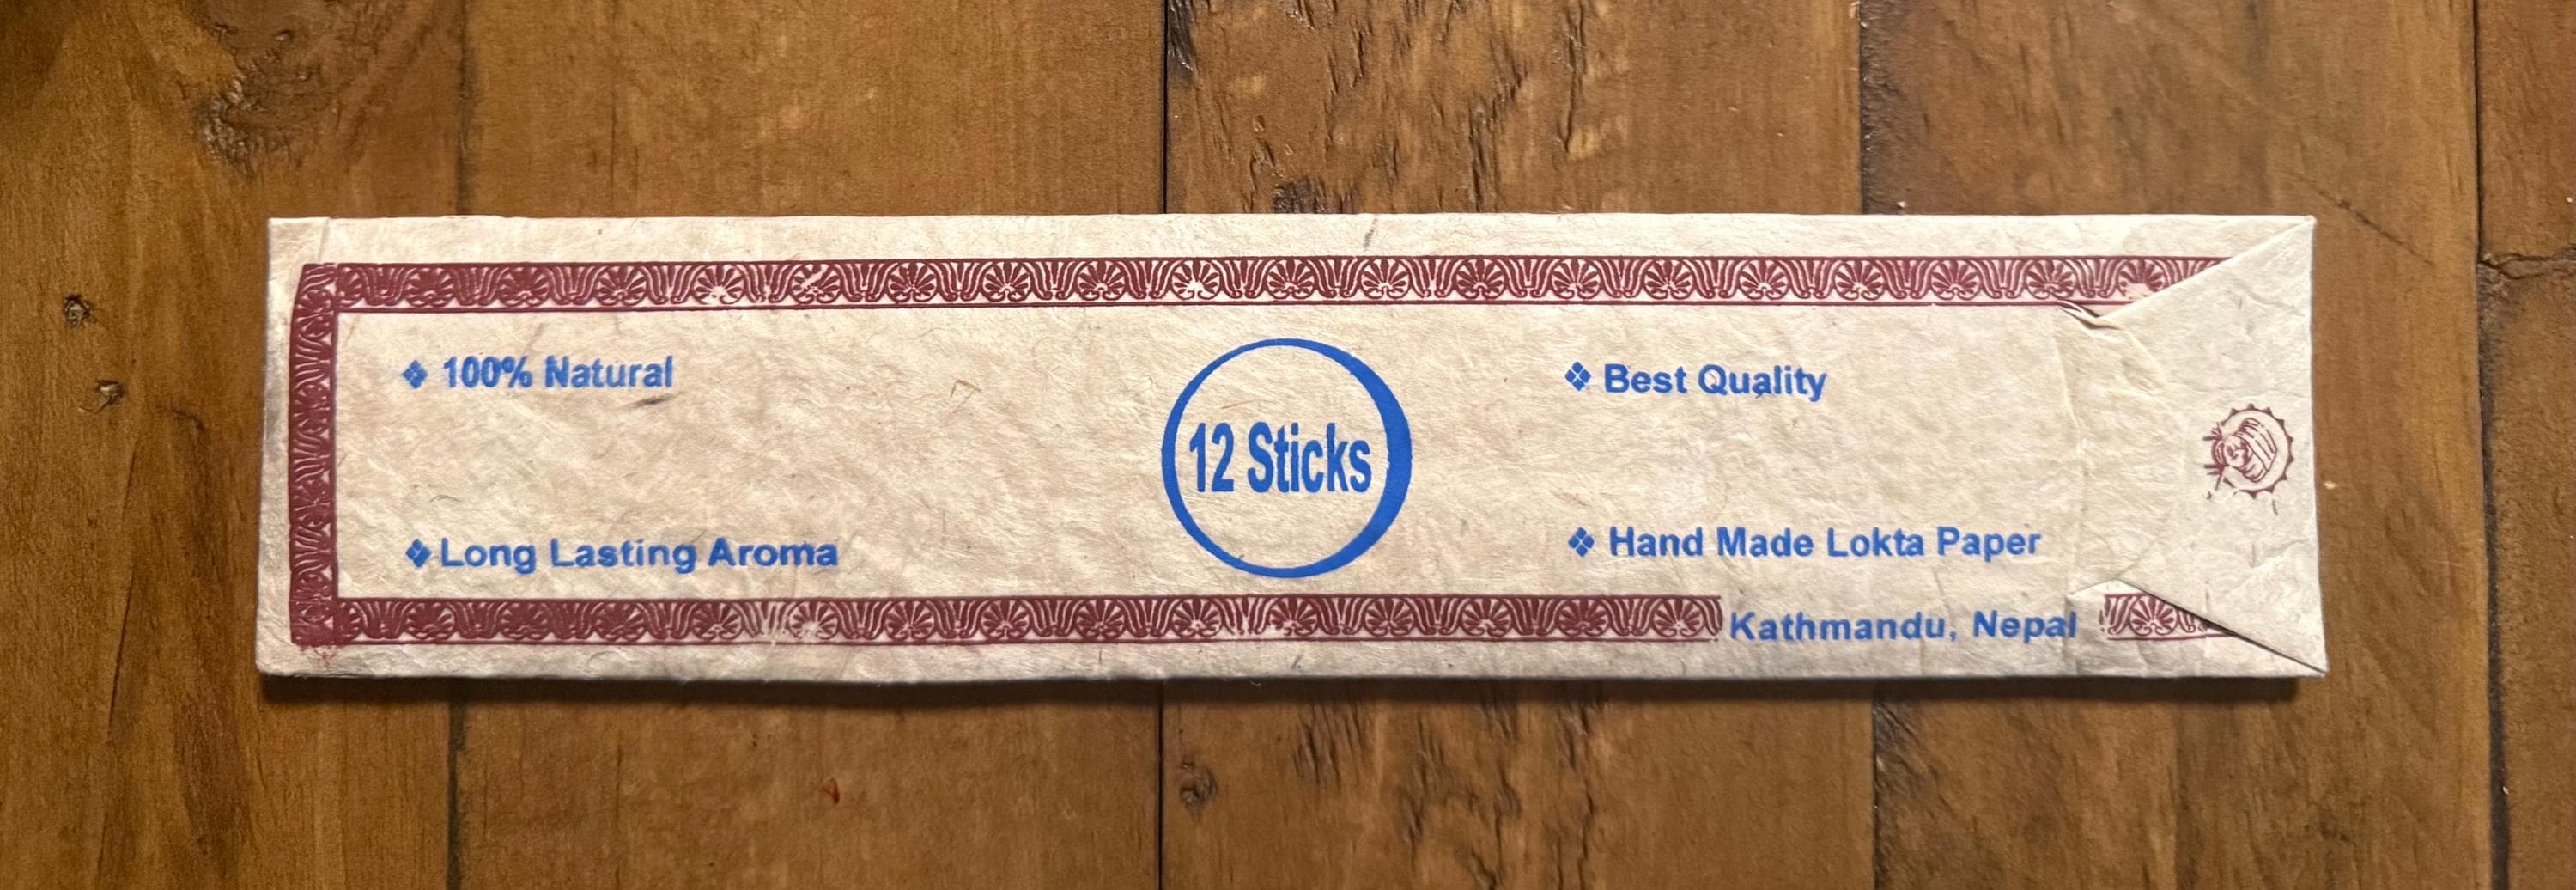 100% Natural
Long Lasting Aroma
12 Sticks
Best Quality
Hand Made Lokta Paper
Kathmandu, Nepal